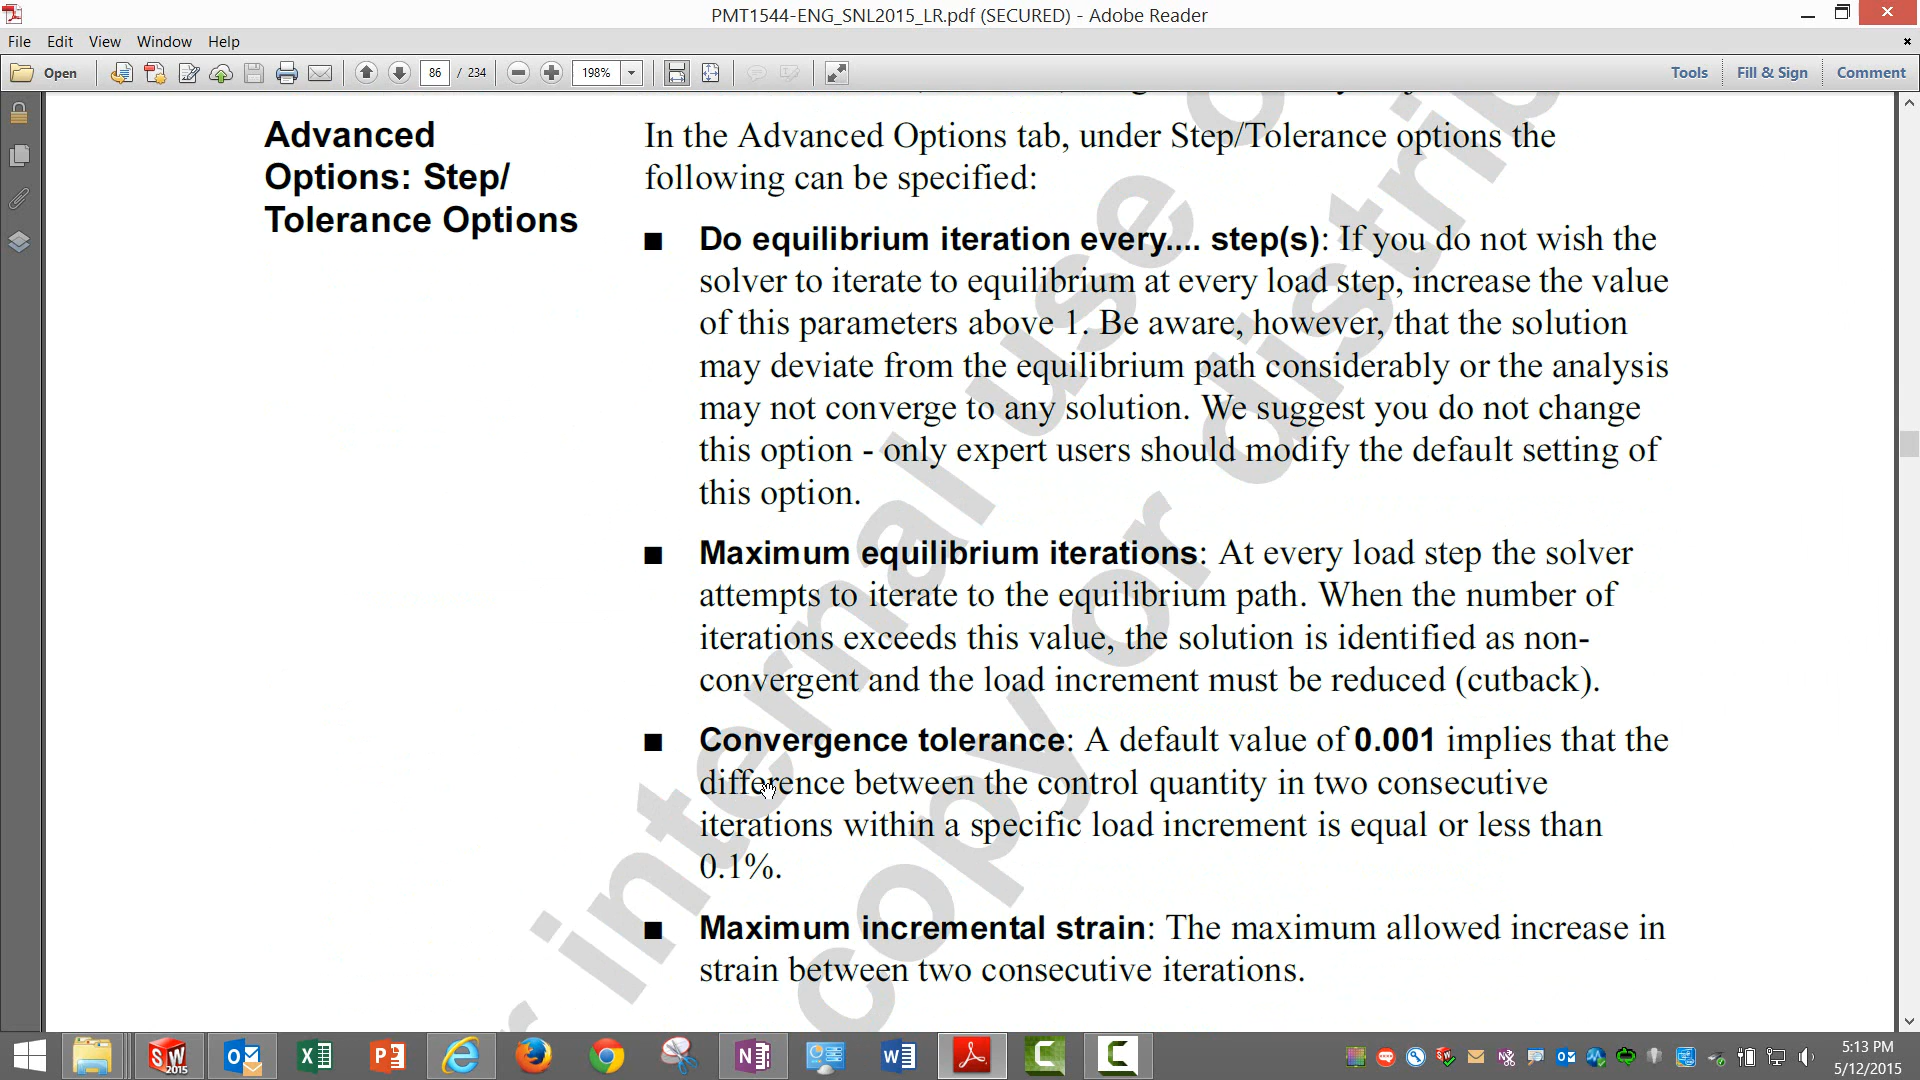 PMT1544-ENG_SNL2015_LR.pdf (SECURED) - Adobe Reader
File Edit View Window Help
Open 86 / 234 198% Tools Fill & Sign Comment
Advanced
Options: Step/
Tolerance Options
In the Advanced Options tab, under Step/Tolerance options the
following can be specified:
■ Do equilibrium iteration every.... step(s): If you do not wish the
solver to iterate to equilibrium at every load step, increase the value
of this parameters above 1. Be aware, however, that the solution
may deviate from the equilibrium path considerably or the analysis
may not converge to any solution. We suggest you do not change
this option - only expert users should modify the default setting of
this option.
■ Maximum equilibrium iterations: At every load step the solver
attempts to iterate to the equilibrium path. When the number of
iterations exceeds this value, the solution is identified as non-
convergent and the load increment must be reduced (cutback).
■ Convergence tolerance: A default value of 0.001 implies that the
difference between the control quantity in two consecutive
iterations within a specific load increment is equal or less than
0.1%.
■ Maximum incremental strain: The maximum allowed increase in
strain between two consecutive iterations.
internal use
copy or distrib
5:13 PM
5/12/2015